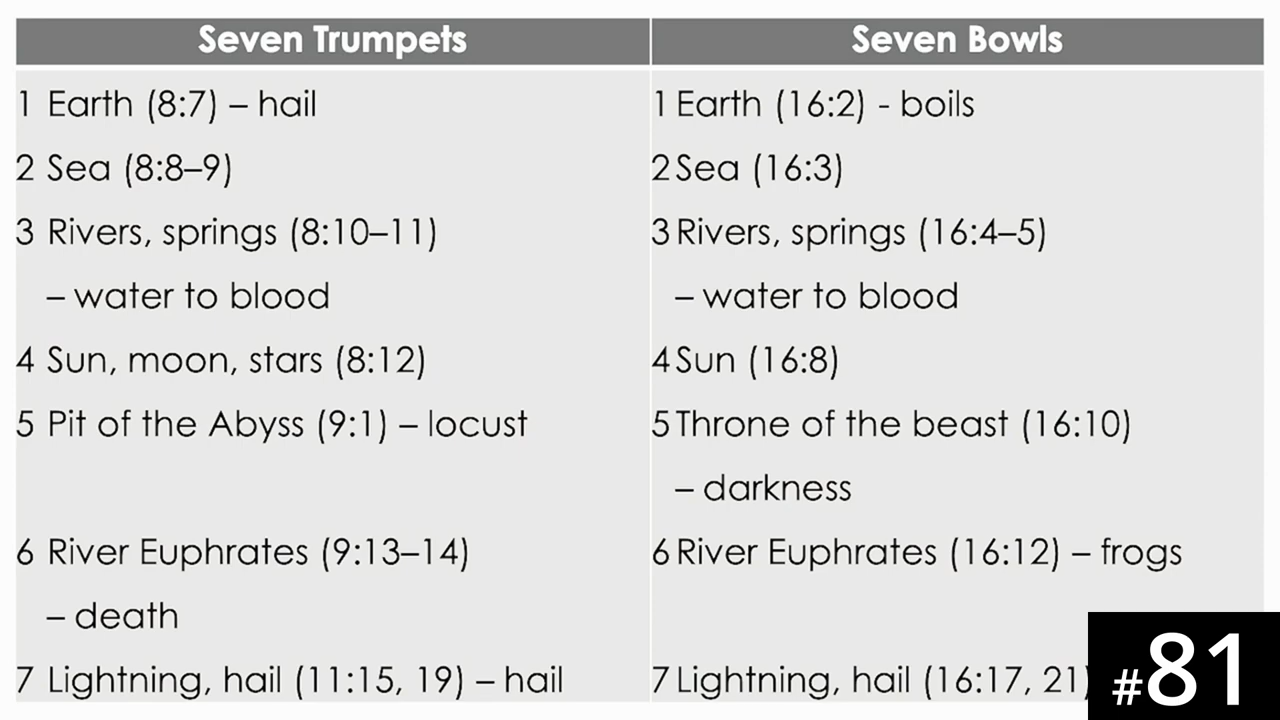 Seven Trumpets
1 Earth (8:7) – hail
2 Sea (8:8–9)
3 Rivers, springs (8:10–11)
– water to blood
4 Sun, moon, stars (8:12)
5 Pit of the Abyss (9:1) – locust
6 River Euphrates (9:13–14)
– death
7 Lightning, hail (11:15, 19) – hail
Seven Bowls
1 Earth (16:2) - boils
2 Sea (16:3)
3 Rivers, springs (16:4–5)
– water to blood
4 Sun (16:8)
5 Throne of the beast (16:10)
– darkness
6 River Euphrates (16:12) – frogs
7 Lightning, hail (16:17, 21)
#81